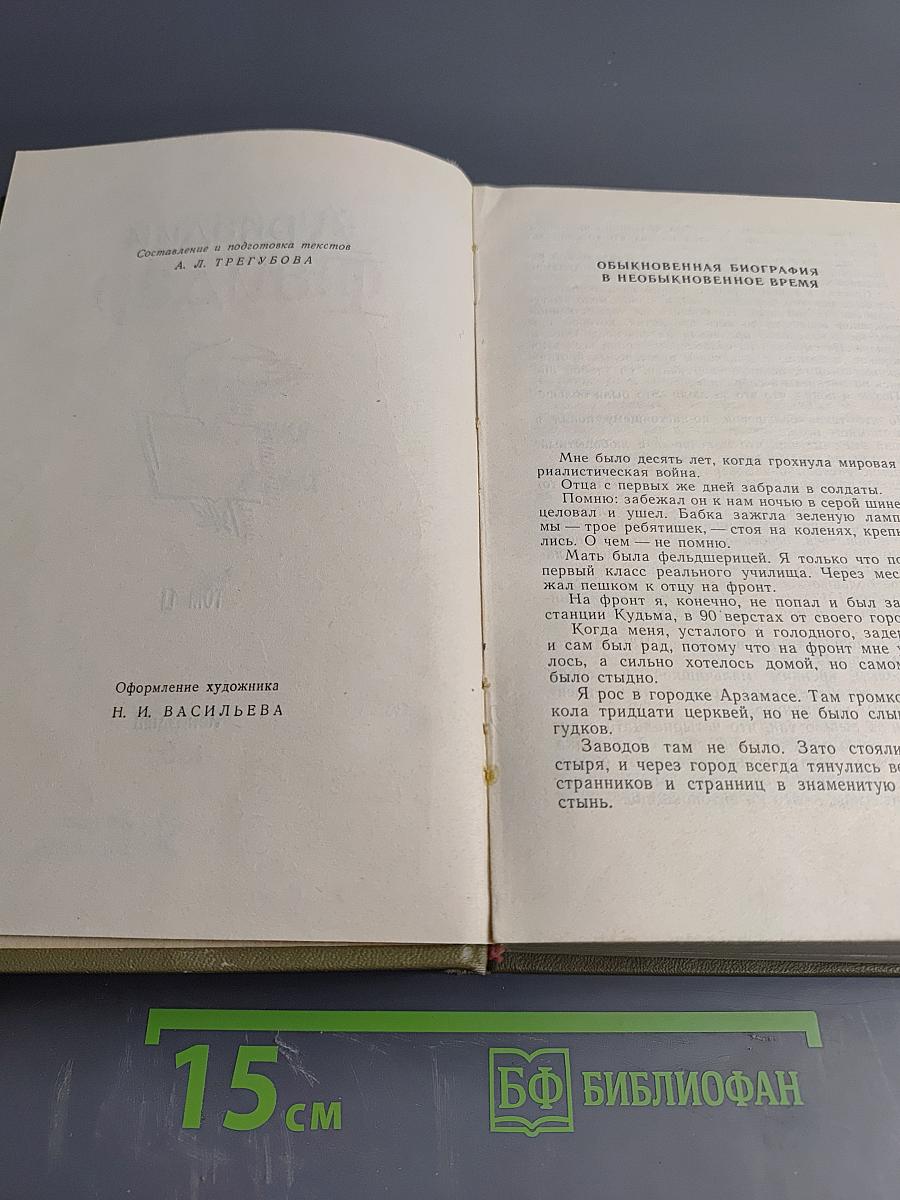 Составление и подготовка текстов
А. Л. ТРЕГУБОВА
Оформление художника
Н. И. ВАСИЛЬЕВА
ОБЫКНОВЕННАЯ БИОГРАФИЯ
В НЕОБЫКНОВЕННОЕ ВРЕМЯ
Мне было десять лет, когда грохнула мировая
риалистическая война.
Отца с первых же дней забрали в солдаты.
Помню: забежал он к нам ночью в серой шине
целовал и ушел. Бабка зажгла зеленую ламп
мы — трое ребятишек, — стоя на коленях, крепк
лись. О чем — не помню.
Мать была фельдшерицей. Я только что по
первый класс реального училища. Через мес
жал пешком к отцу на фронт.
На фронт я, конечно, не попал и был за
станции Кудьма, в 90 верстах от своего горо
Когда меня, усталого и голодного, заде
и сам был рад, потому что на фронт мне
лось, а сильно хотелось домой, но само
было стыдно.
Я рос в городке Арзамасе. Там громко
кола тридцати церквей, но не было слы
гудков.
Заводов там не было. Зато стояли
стыря, и через город всегда тянулись ве
странников и странниц в знаменитую
стынь.
15 см
БФ БИБЛИОФАН